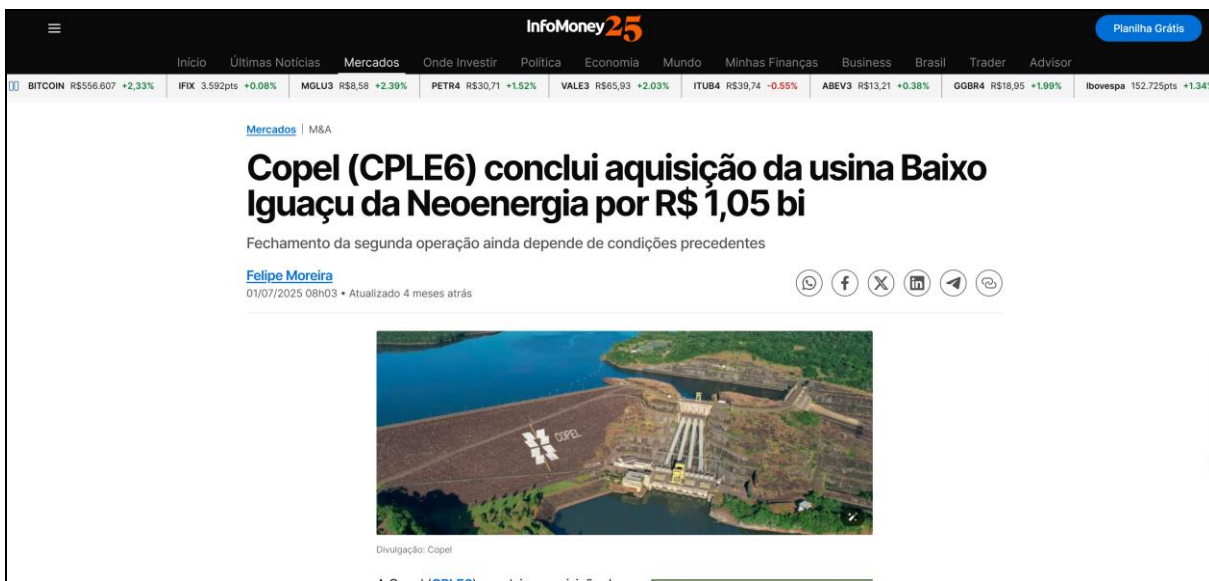 InfoMoney 25
Planilha Grátis
Início Últimas Notícias Mercados Onde Investir Política Economia Mundo Minhas Finanças Business Brasil Trader Advisor
BITCOIN R$556.607 +2,33% IFIX 3.592pts +0.08% MGLU3 R$8,58 +2.39% PETR4 R$30,71 +1.52% VALE3 R$65,93 +2.03% ITUB4 R$39,74 -0.55% ABEV3 R$13,21 +0.38% GGBR4 R$18,95 +1.99% Ibovespa 152.725pts +1.34
Mercados | M&A
Copel (CPLE6) conclui aquisição da usina Baixo
Iguaçu da Neoenergia por R$ 1,05 bi
Fechamento da segunda operação ainda depende de condições precedentes
Felipe Moreira
01/07/2025 08h03 • Atualizado 4 meses atrás
COPEL
Divulgação: Copel